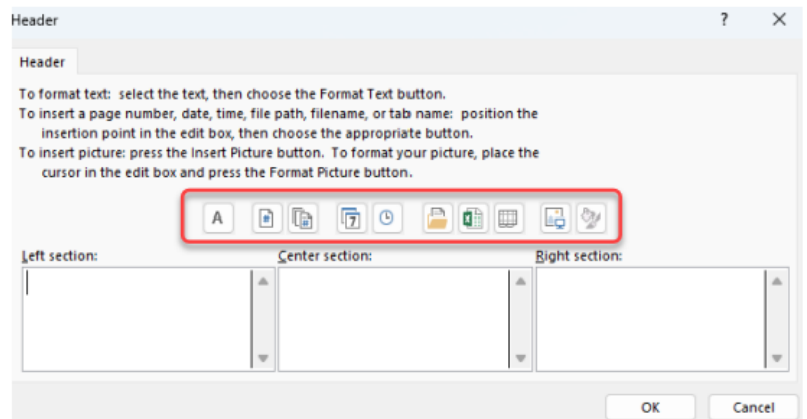 Header
?
Header
To format text:  select the text, then choose the Format Text button.
To insert a page number, date, time, file path, filename, or tab name:  position the
insertion point in the edit box, then choose the appropriate button.
To insert picture: press the Insert Picture button.  To format your picture, place the
cursor in the edit box and press the Format Picture button.
A # # 7
Left section: Center section: Right section:
OK Cancel